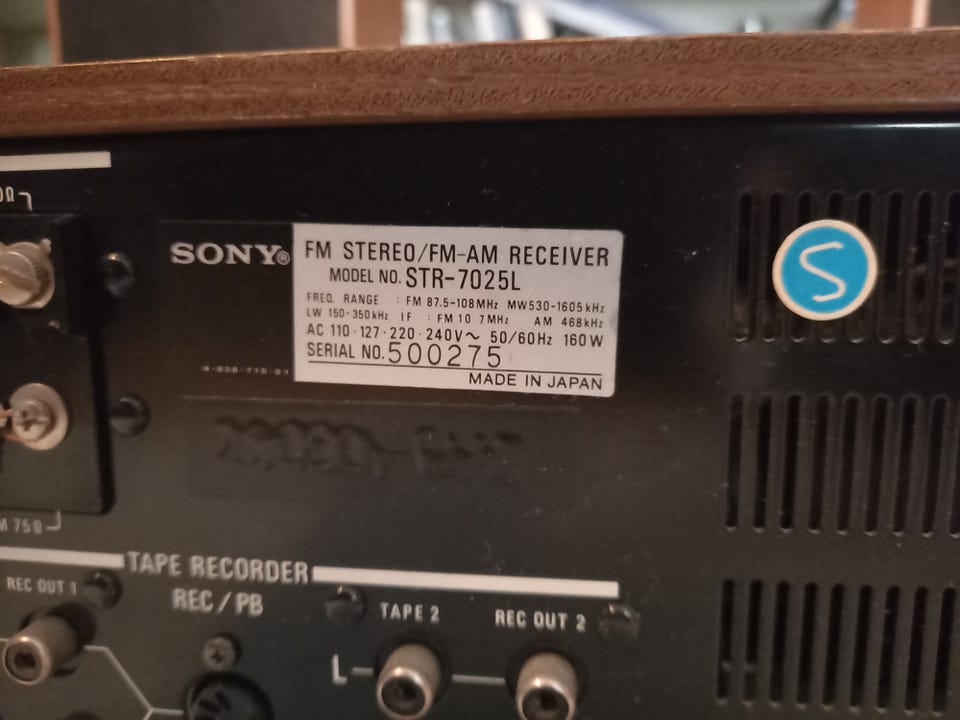 SONY®
FM STEREO/FM-AM RECEIVER
MODEL NO. STR-7025L
FREQ. RANGE : FM 87.5-108MHz MW530-1605kHz
LW 150-350kHz IF : FM 10.7MHz AM 468kHz
AC 110·127·220·240V~ 50/60Hz 160W
SERIAL NO. 500275
MADE IN JAPAN
S
75Ω
TAPE RECORDER
REC OUT 1
REC/PB
TAPE 2
REC OUT 2
L